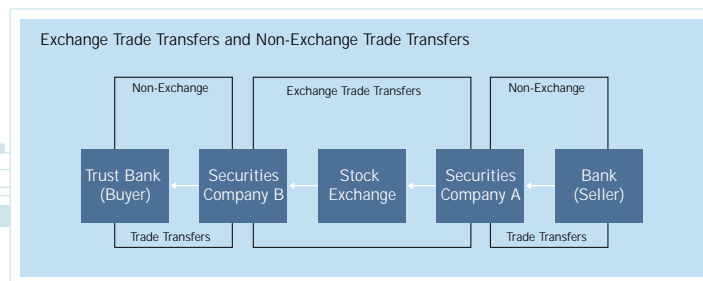 Exchange Trade Transfers and Non-Exchange Trade Transfers
Non-Exchange
Exchange Trade Transfers
Non-Exchange
Trust Bank
(Buyer)
Securities
Company B
Stock
Exchange
Securities
Company A
Bank
(Seller)
Trade Transfers
Trade Transfers